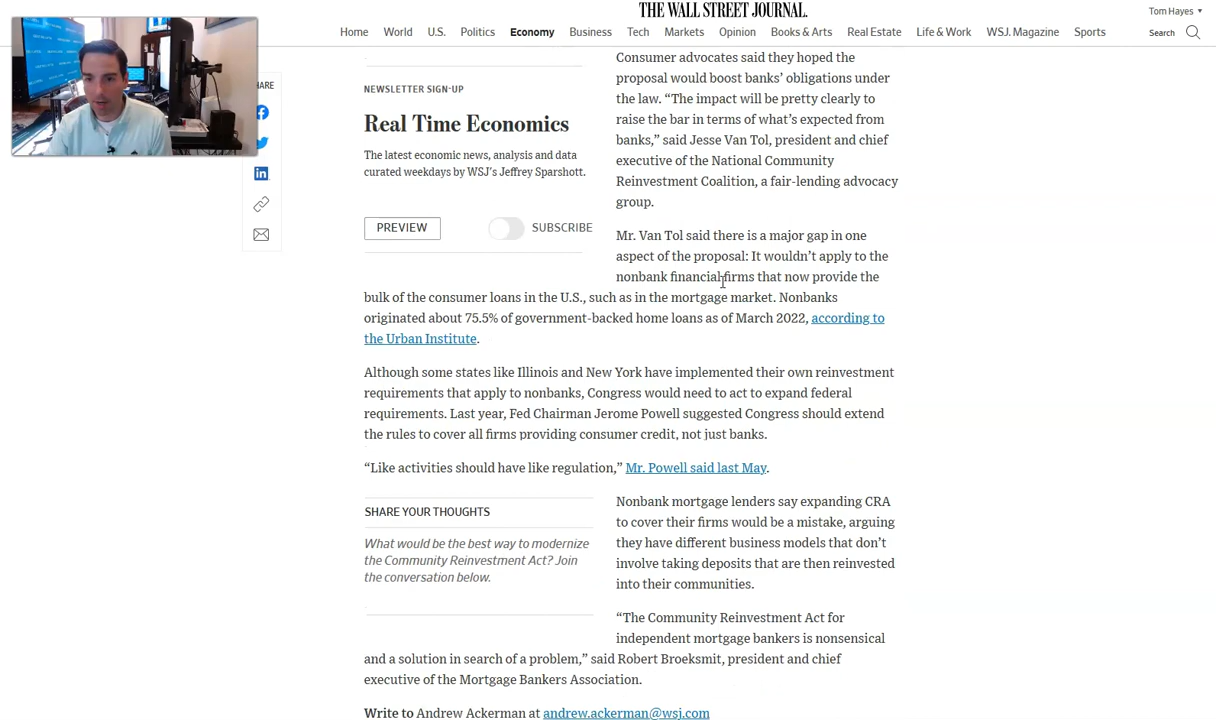 THE WALL STREET JOURNAL.
Tom Hayes
Home World U.S. Politics Economy Business Tech Markets Opinion Books & Arts Real Estate Life & Work WSJ. Magazine Sports
Search
HARE
NEWSLETTER SIGN-UP
Real Time Economics
The latest economic news, analysis and data
curated weekdays by WSJ's Jeffrey Sparshott.
PREVIEW SUBSCRIBE
Consumer advocates said they hoped the
proposal would boost banks’ obligations under
the law. “The impact will be pretty clearly to
raise the bar in terms of what’s expected from
banks,” said Jesse Van Tol, president and chief
executive of the National Community
Reinvestment Coalition, a fair-lending advocacy
group.
Mr. Van Tol said there is a major gap in one
aspect of the proposal: It wouldn’t apply to the
nonbank financial firms that now provide the
bulk of the consumer loans in the U.S., such as in the mortgage market. Nonbanks
originated about 75.5% of government-backed home loans as of March 2022, according to
the Urban Institute.
Although some states like Illinois and New York have implemented their own reinvestment
requirements that apply to nonbanks, Congress would need to act to expand federal
requirements. Last year, Fed Chairman Jerome Powell suggested Congress should extend
the rules to cover all firms providing consumer credit, not just banks.
“Like activities should have like regulation,” Mr. Powell said last May.
SHARE YOUR THOUGHTS
What would be the best way to modernize
the Community Reinvestment Act? Join
the conversation below.
Nonbank mortgage lenders say expanding CRA
to cover their firms would be a mistake, arguing
they have different business models that don’t
involve taking deposits that are then reinvested
into their communities.
“The Community Reinvestment Act for
independent mortgage bankers is nonsensical
and a solution in search of a problem,” said Robert Broeksmit, president and chief
executive of the Mortgage Bankers Association.
Write to Andrew Ackerman at andrew.ackerman@wsj.com